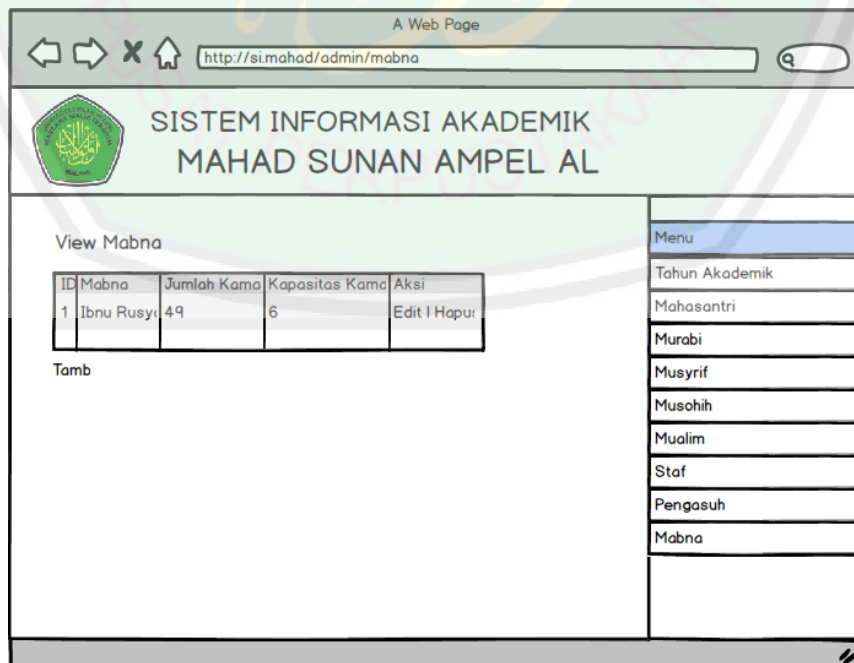 A Web Page
http://si.mahad/admin/mabna
SISTEM INFORMASI AKADEMIK
MAHAD SUNAN AMPEL AL
View Mabna
ID Mabna Jumlah Kama Kapasitas Kama Aksi
1 Ibnu Rusy 49 6 Edit I Hapu
Tamb
Menu
Tahun Akademik
Mahasantri
Murabi
Musyrif
Musohih
Mualim
Staf
Pengasuh
Mabna